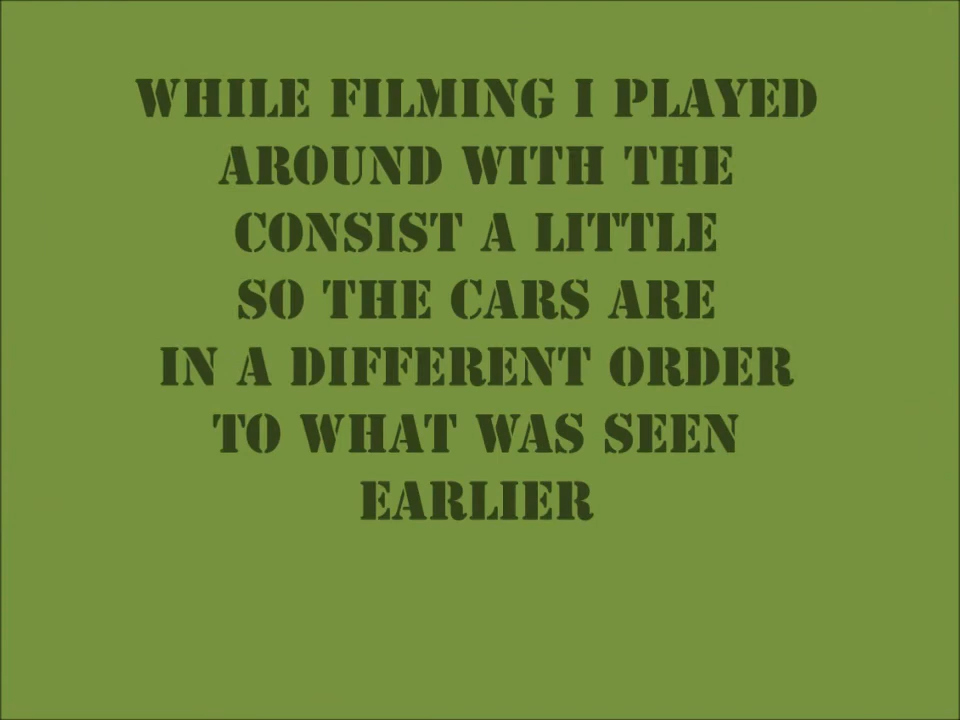 WHILE FILMING I PLAYED
AROUND WITH THE
CONSIST A LITTLE
SO THE CARS ARE
IN A DIFFERENT ORDER
TO WHAT WAS SEEN
EARLIER